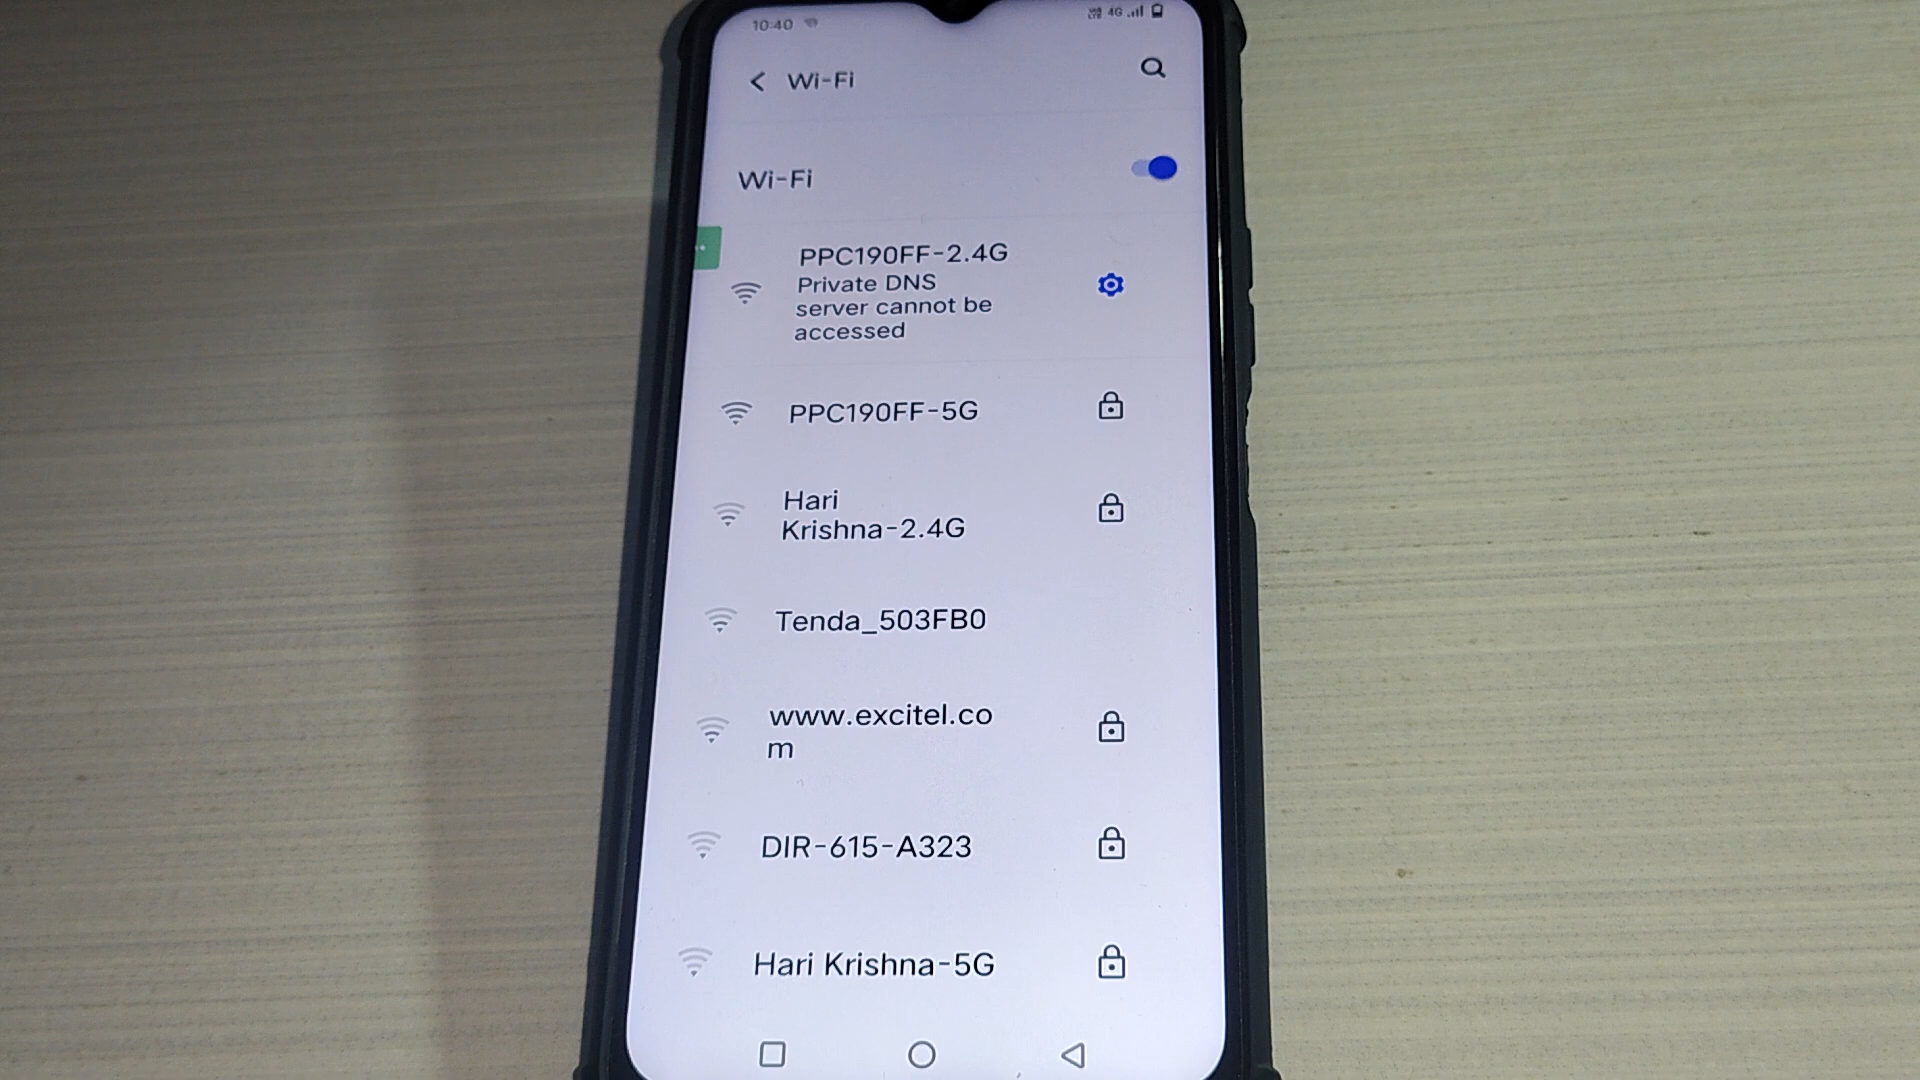 10:40
4G
Wi-Fi
Wi-Fi
PPC190FF-2.4G
Private DNS
server cannot be
accessed
PPC190FF-5G
Hari
Krishna-2.4G
Tenda_503FB0
www.excitel.co
m
DIR-615-A323
Hari Krishna-5G